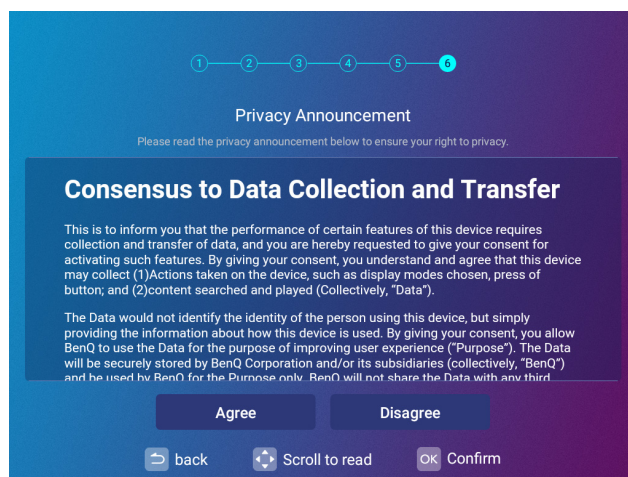 1 2 3 4 5 6
Privacy Announcement
Please read the privacy announcement below to ensure your right to privacy.
Consensus to Data Collection and Transfer
This is to inform you that the performance of certain features of this device requires
collection and transfer of data, and you are hereby requested to give your consent for
activating such features. By giving your consent, you understand and agree that this device
may collect (1)Actions taken on the device, such as display modes chosen, press of
button; and (2)content searched and played (Collectively, “Data”).
The Data would not identify the identity of the person using this device, but simply
providing the information about how this device is used. By giving your consent, you allow
BenQ to use the Data for the purpose of improving user experience (“Purpose”). The Data
will be securely stored by BenQ Corporation and/or its subsidiaries (collectively, “BenQ”)
and be used by BenQ for the Purpose only. BenQ will not share the Data with any third
Agree Disagree
back Scroll to read OK Confirm